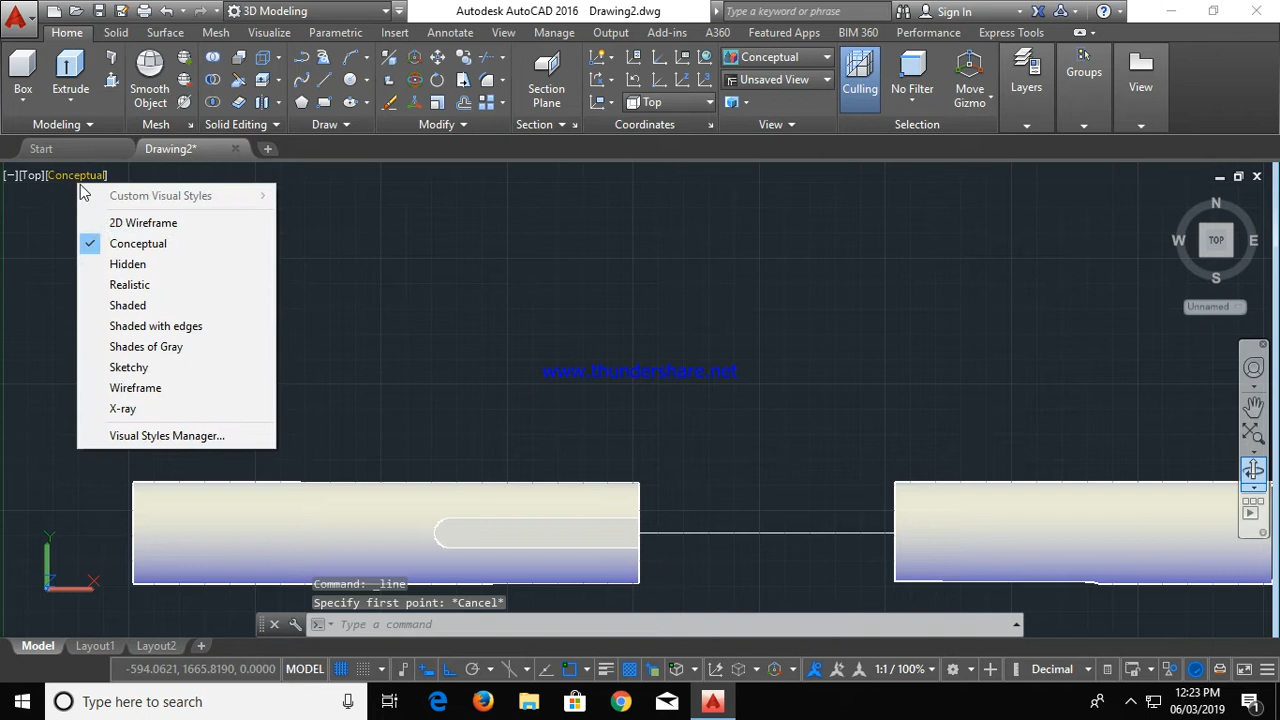 3D Modeling
Autodesk AutoCAD 2016 Drawing2.dwg
Type a keyword or phrase
Sign In
Home Solid Surface Mesh Visualize Parametric Insert Annotate View Manage Output Add-ins A360 Featured Apps BIM 360 Performance Express Tools
Box
Extrude
Smooth
Object
Section
Plane
Conceptual
Unsaved View
Top
Culling
No Filter
Move
Gizmo
Layers
Groups
View
Modeling Mesh Solid Editing Draw Modify Section Coordinates View Selection
Start Drawing2*
[−][Top][Conceptual]
Custom Visual Styles
2D Wireframe
Conceptual
Hidden
Realistic
Shaded
Shaded with edges
Shades of Gray
Sketchy
Wireframe
X-ray
Visual Styles Manager...
N
W TOP E
S
Unnamed
www.thundershare.net
Y
X
Command: _line
Specify first point: *Cancel*
Type a command
Model Layout1 Layout2
-594.0621, 1665.8190, 0.0000 MODEL 1:1 / 100% Decimal
Type here to search
12:23 PM
06/03/2019
1